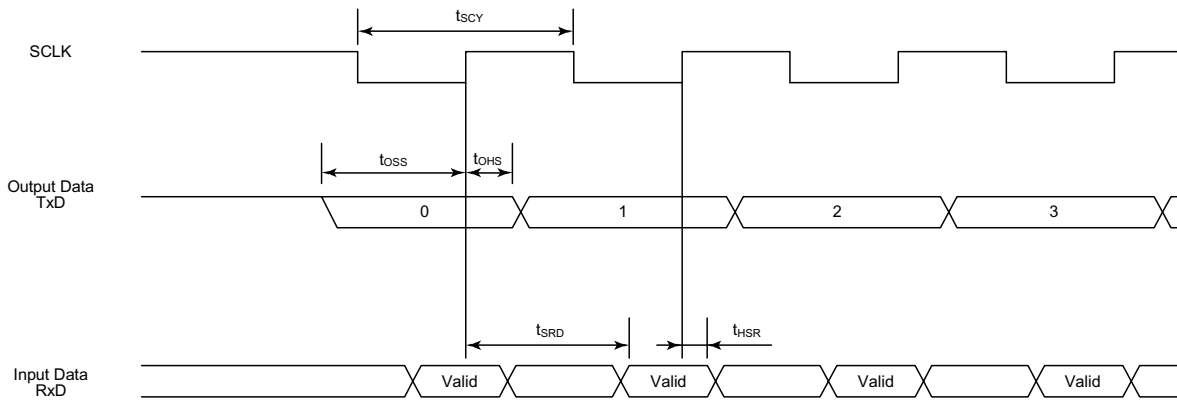 tSCY
SCLK
tOSS
tOHS
Output Data
TxD
0
1
2
3
tSRD
tHSR
Input Data
RxD
Valid
Valid
Valid
Valid